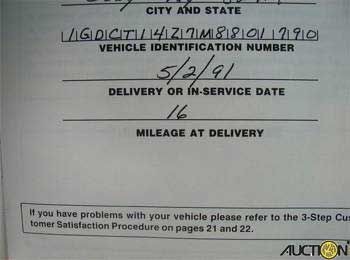 CITY AND STATE
1GDCT14Z7M8801790
VEHICLE IDENTIFICATION NUMBER
5/2/91
DELIVERY OR IN-SERVICE DATE
16
MILEAGE AT DELIVERY
If you have problems with your vehicle please refer to the 3-Step Cus
tomer Satisfaction Procedure on pages 21 and 22.
AUCTION